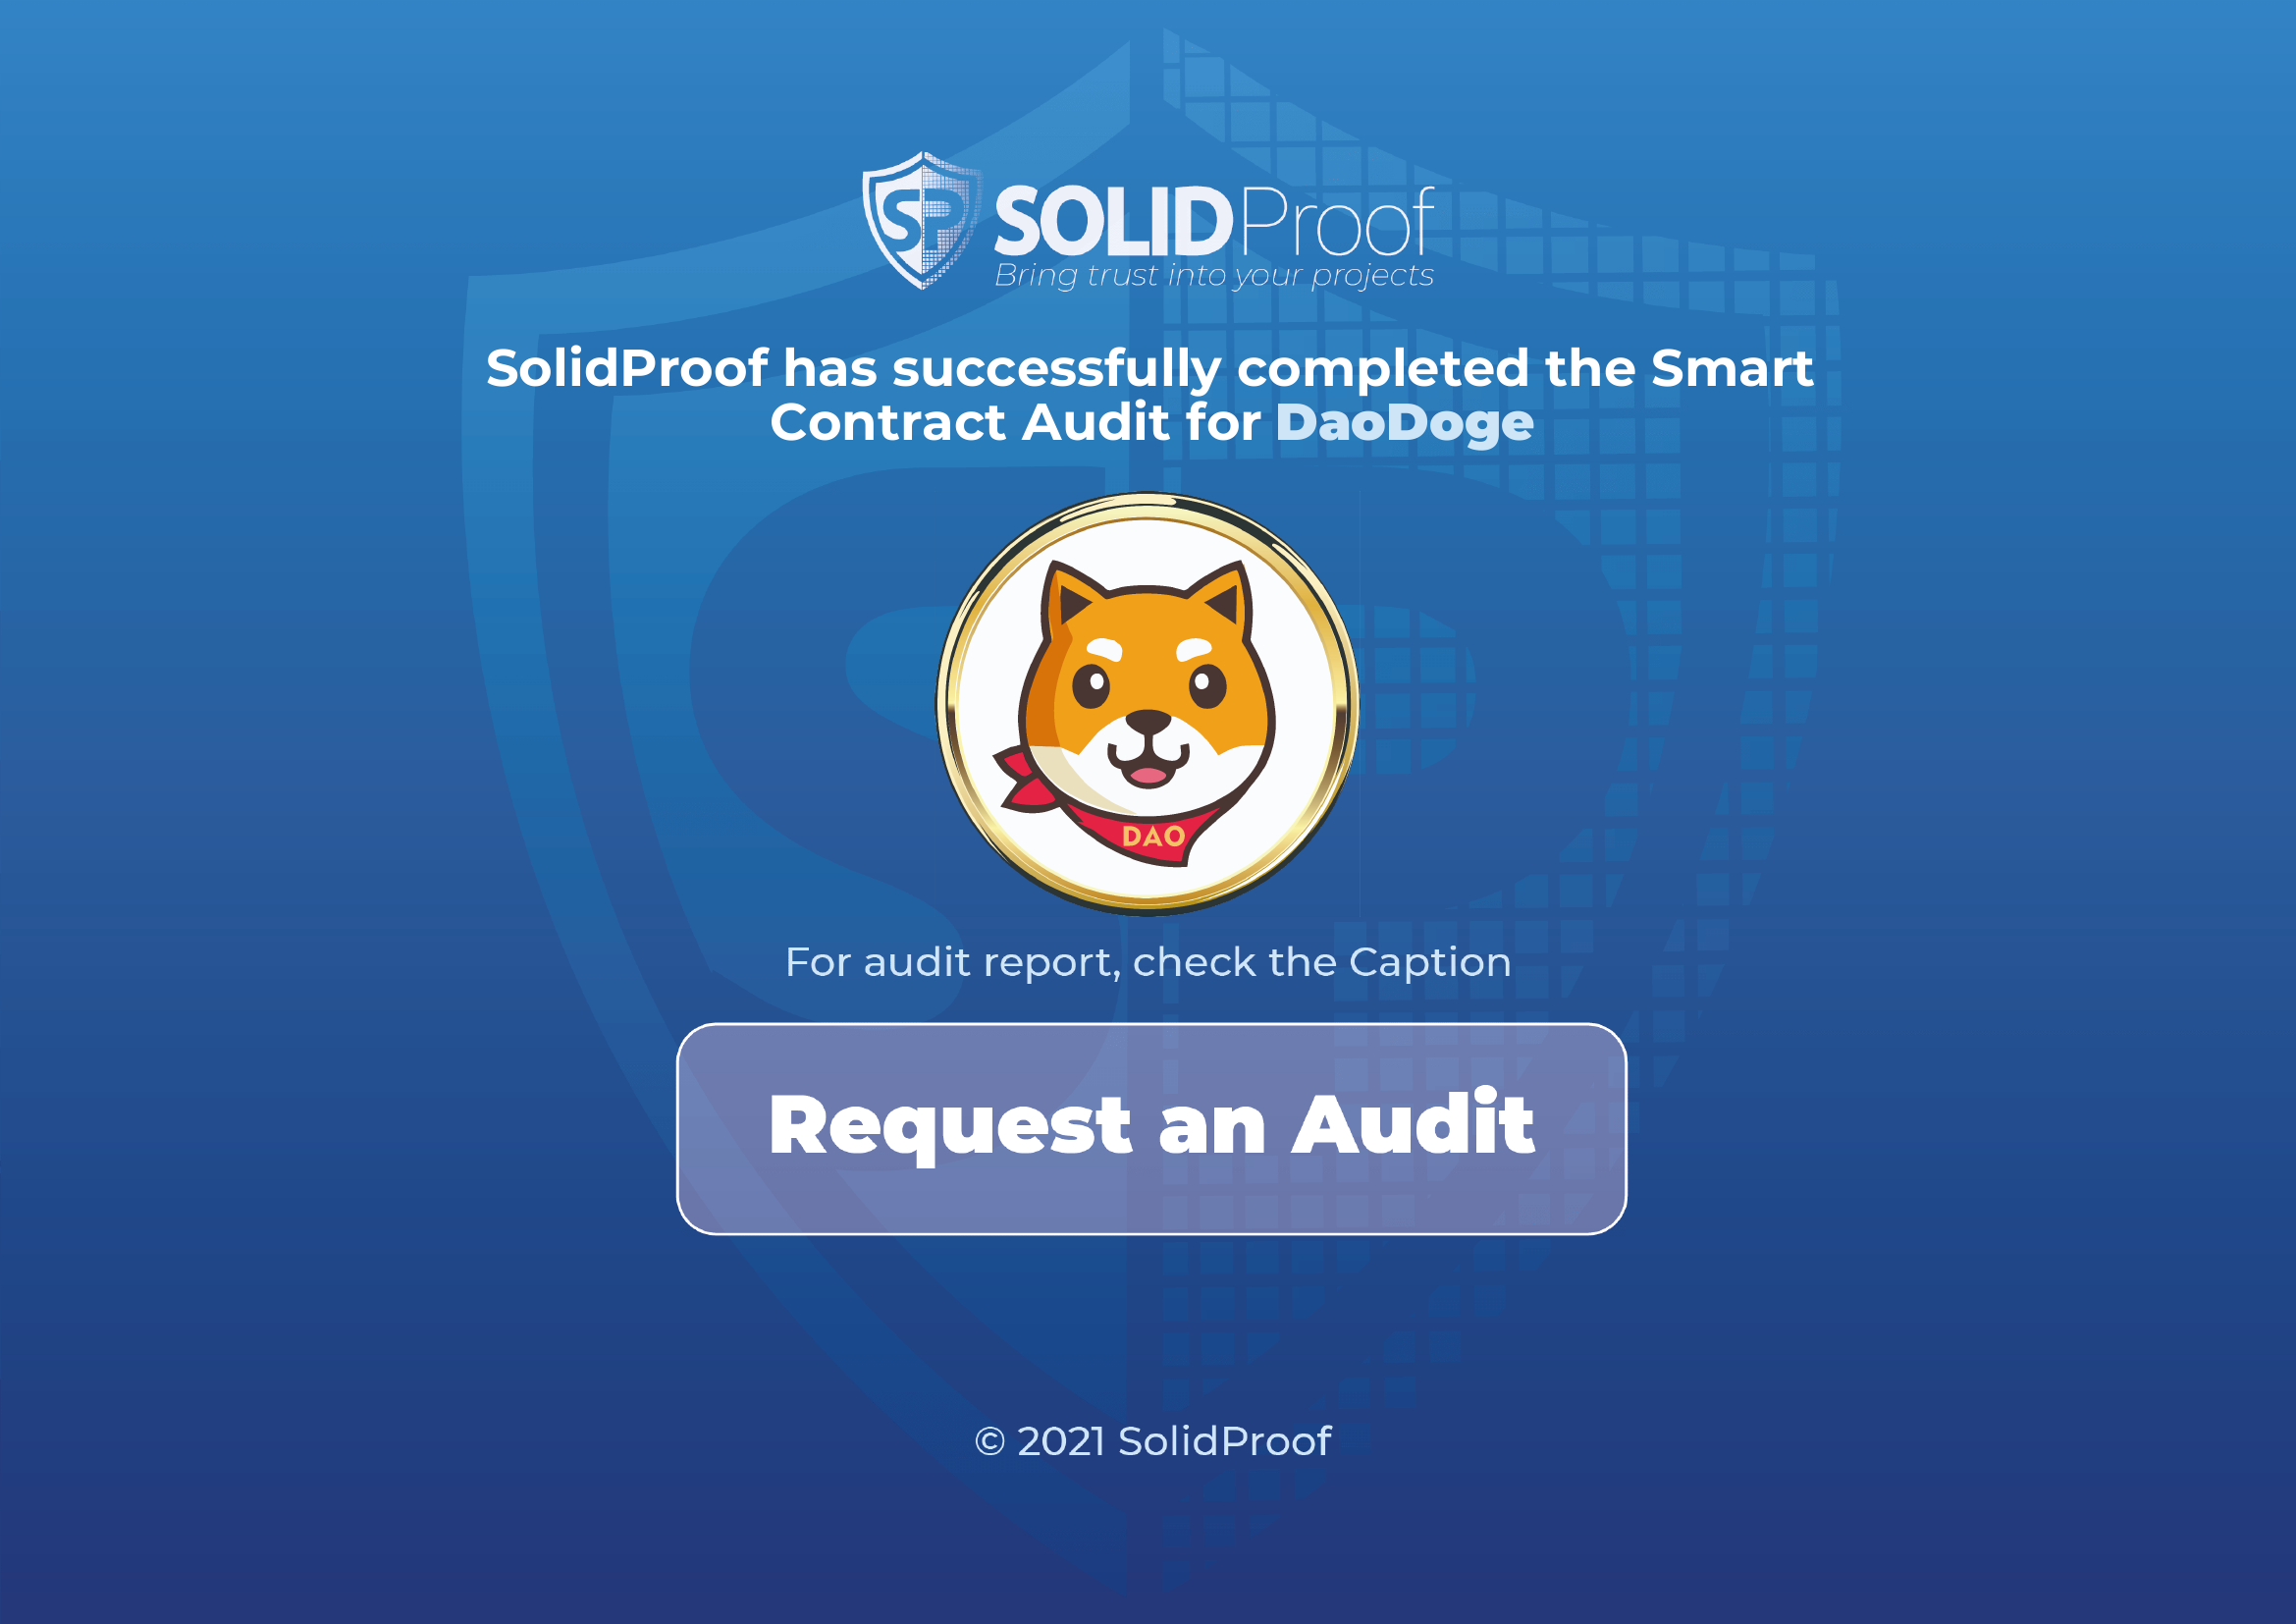 SP SOLIDProof
Bring trust into your projects
SolidProof has successfully completed the Smart
Contract Audit for DaoDoge
DAO
For audit report, check the Caption
Request an Audit
© 2021 SolidProof